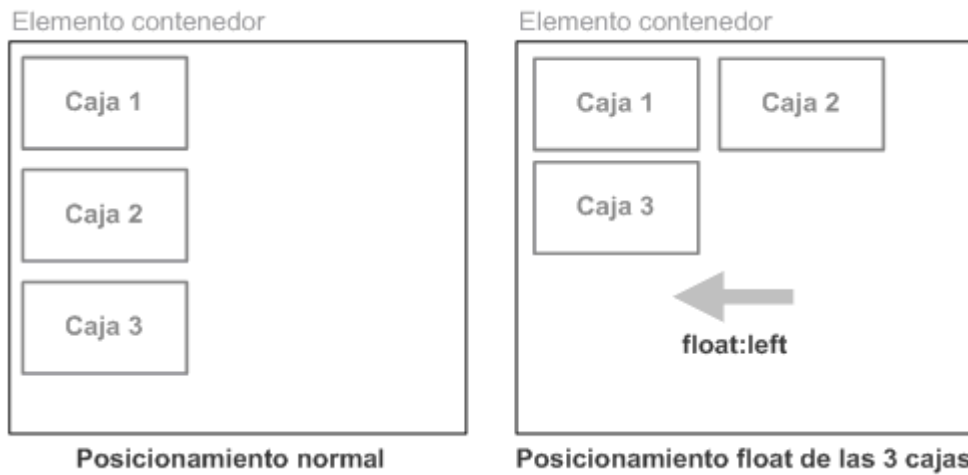 Elemento contenedor
Caja 1
Caja 2
Caja 3
Posicionamiento normal
Elemento contenedor
Caja 1 Caja 2
Caja 3
float:left
Posicionamiento float de las 3 cajas